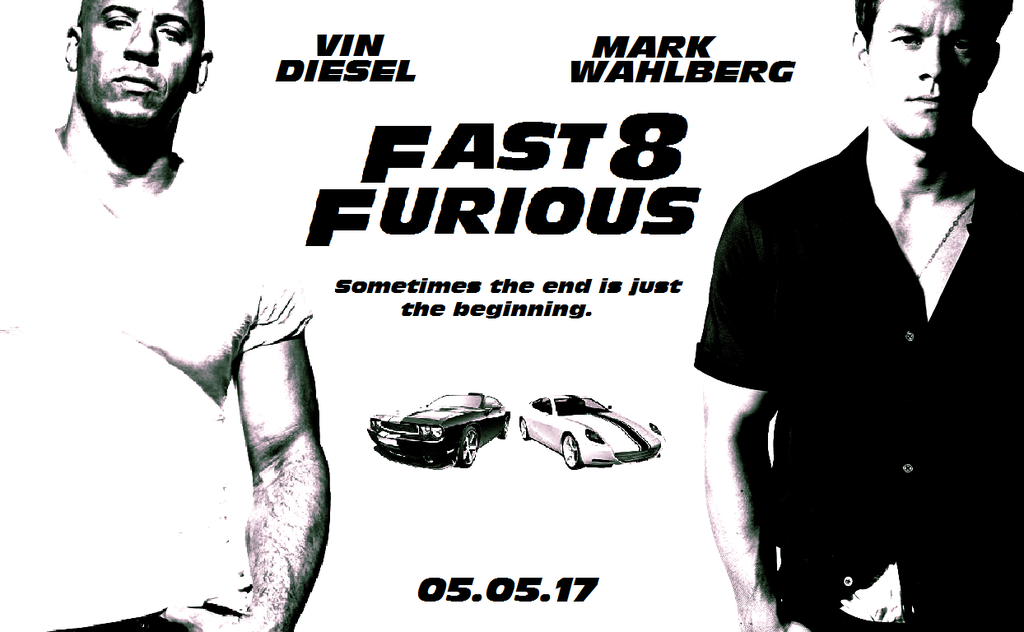 VIN
DIESEL
MARK
WAHLBERG
FAST 8
FURIOUS
Sometimes the end is just
the beginning.
05.05.17